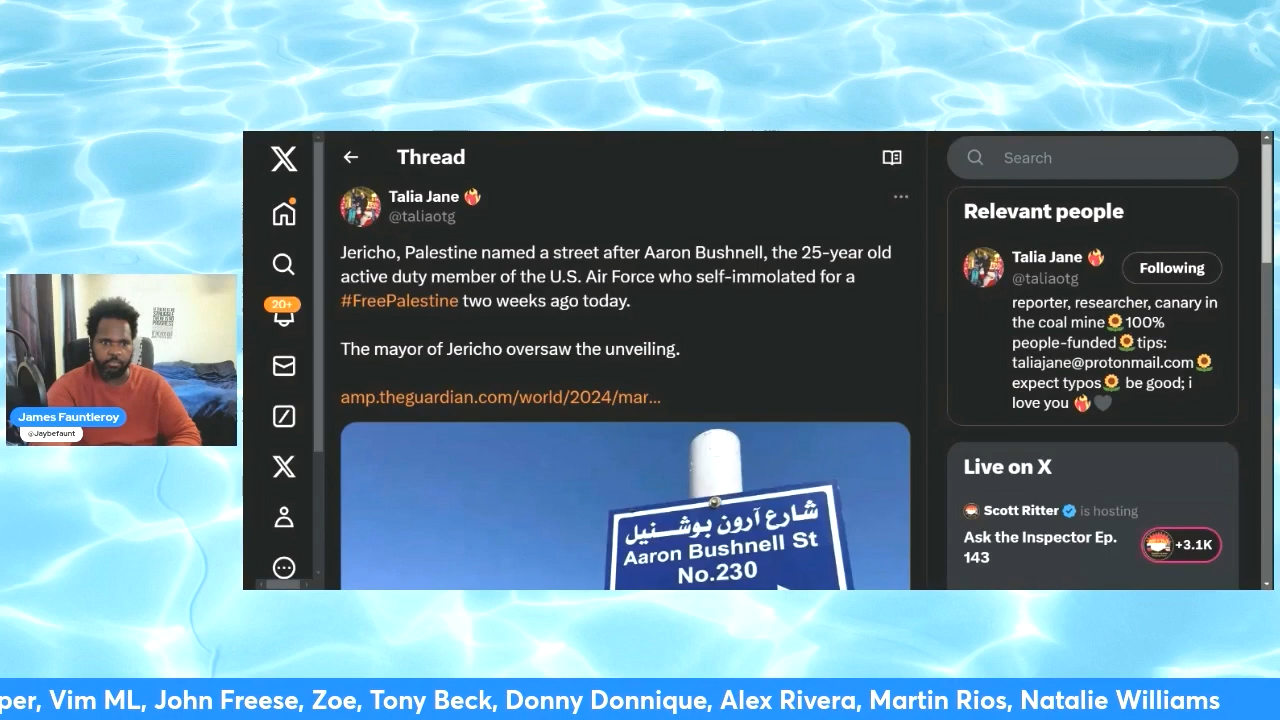 Thread
Talia Jane
@taliaotg
Jericho, Palestine named a street after Aaron Bushnell, the 25-year old
active duty member of the U.S. Air Force who self-immolated for a
#FreePalestine two weeks ago today.
The mayor of Jericho oversaw the unveiling.
amp.theguardian.com/world/2024/mar...
شارع آرون بوشنيل
Aaron Bushnell St
No.230
20+
Search
Relevant people
Talia Jane
@taliaotg
Following
reporter, researcher, canary in
the coal mine🌻100%
people-funded🌻tips:
taliajane@protonmail.com🌻
expect typos🌻 be good; i
love you ❤️‍🔥🖤
Live on X
Scott Ritter is hosting
Ask the Inspector Ep.
143
+3.1K
James Fauntleroy
@Jaybefaunt
per, Vim ML, John Freese, Zoe, Tony Beck, Donny Donnique, Alex Rivera, Martin Rios, Natalie Williams